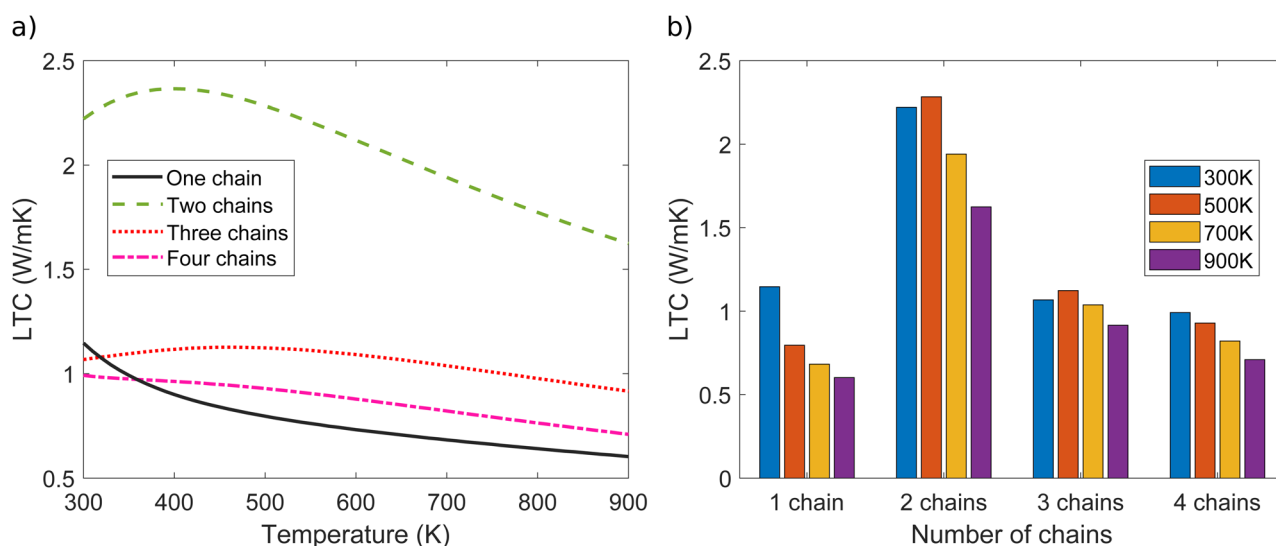 a)
LTC (W/mK)
2.5
2
1.5
1
0.5
One chain
Two chains
Three chains
Four chains
300 400 500 600 700 800 900
Temperature (K)
b)
LTC (W/mK)
2.5
2
1.5
1
0.5
0
300K
500K
700K
900K
1 chain 2 chains 3 chains 4 chains
Number of chains